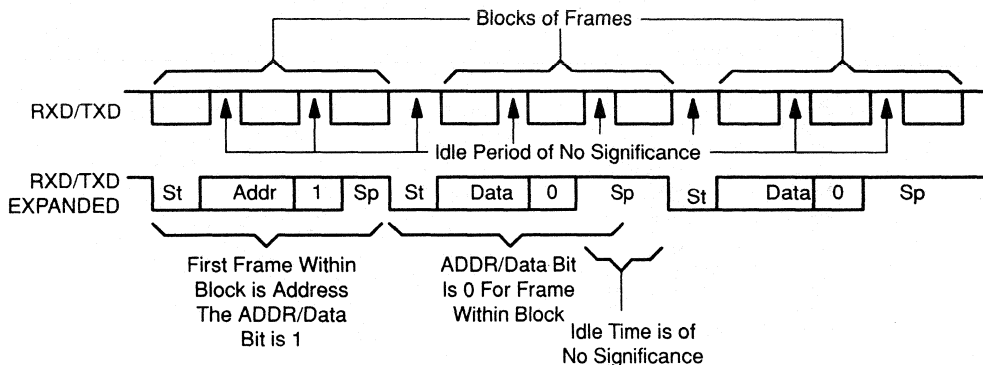 Blocks of Frames
RXD/TXD
Idle Period of No Significance
RXD/TXD
EXPANDED
St Addr 1 Sp St Data 0 Sp St Data 0 Sp
First Frame Within
Block is Address
The ADDR/Data
Bit is 1
ADDR/Data Bit
Is 0 For Frame
Within Block
Idle Time is of
No Significance